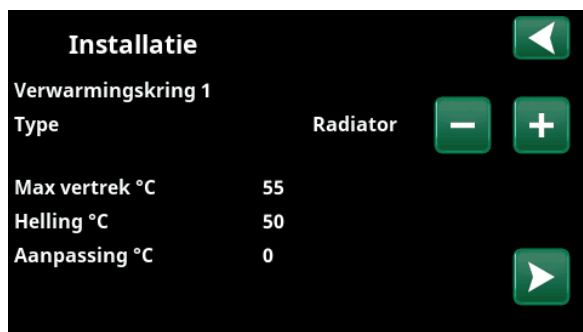 Installatie
Verwarmingskring 1
Type Radiator
Max vertrek °C 55
Helling °C 50
Aanpassing °C 0